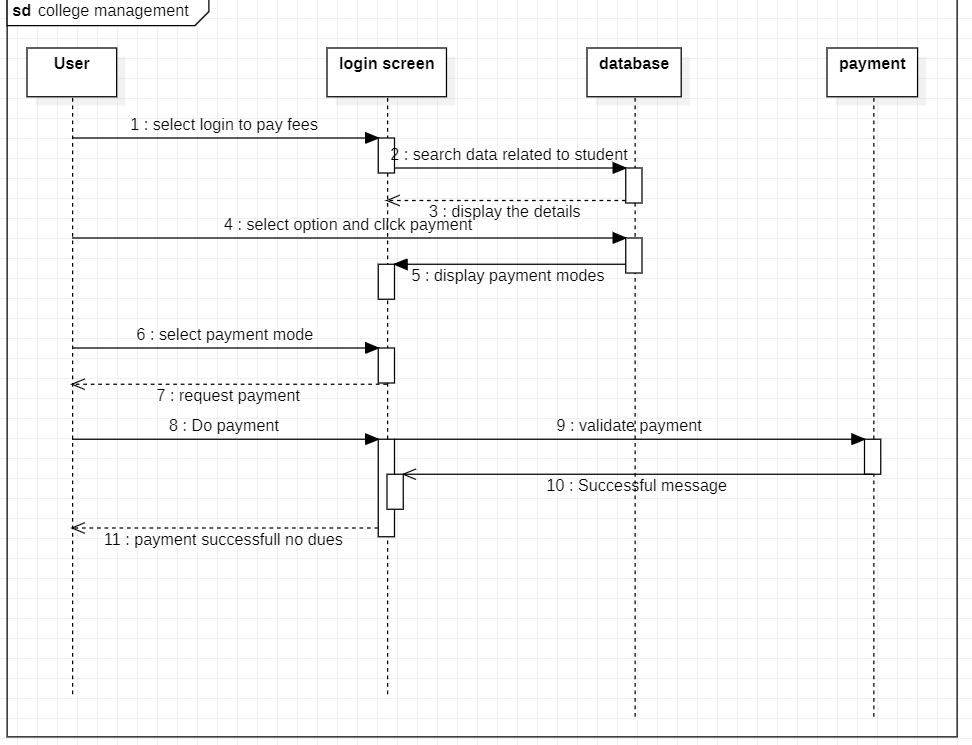 sd college management
User
login screen
database
payment
1 : select login to pay fees
2 : search data related to student
3 : display the details
4 : select option and click payment
5 : display payment modes
6 : select payment mode
7 : request payment
8 : Do payment
9 : validate payment
10 : Successful message
11 : payment successfull no dues